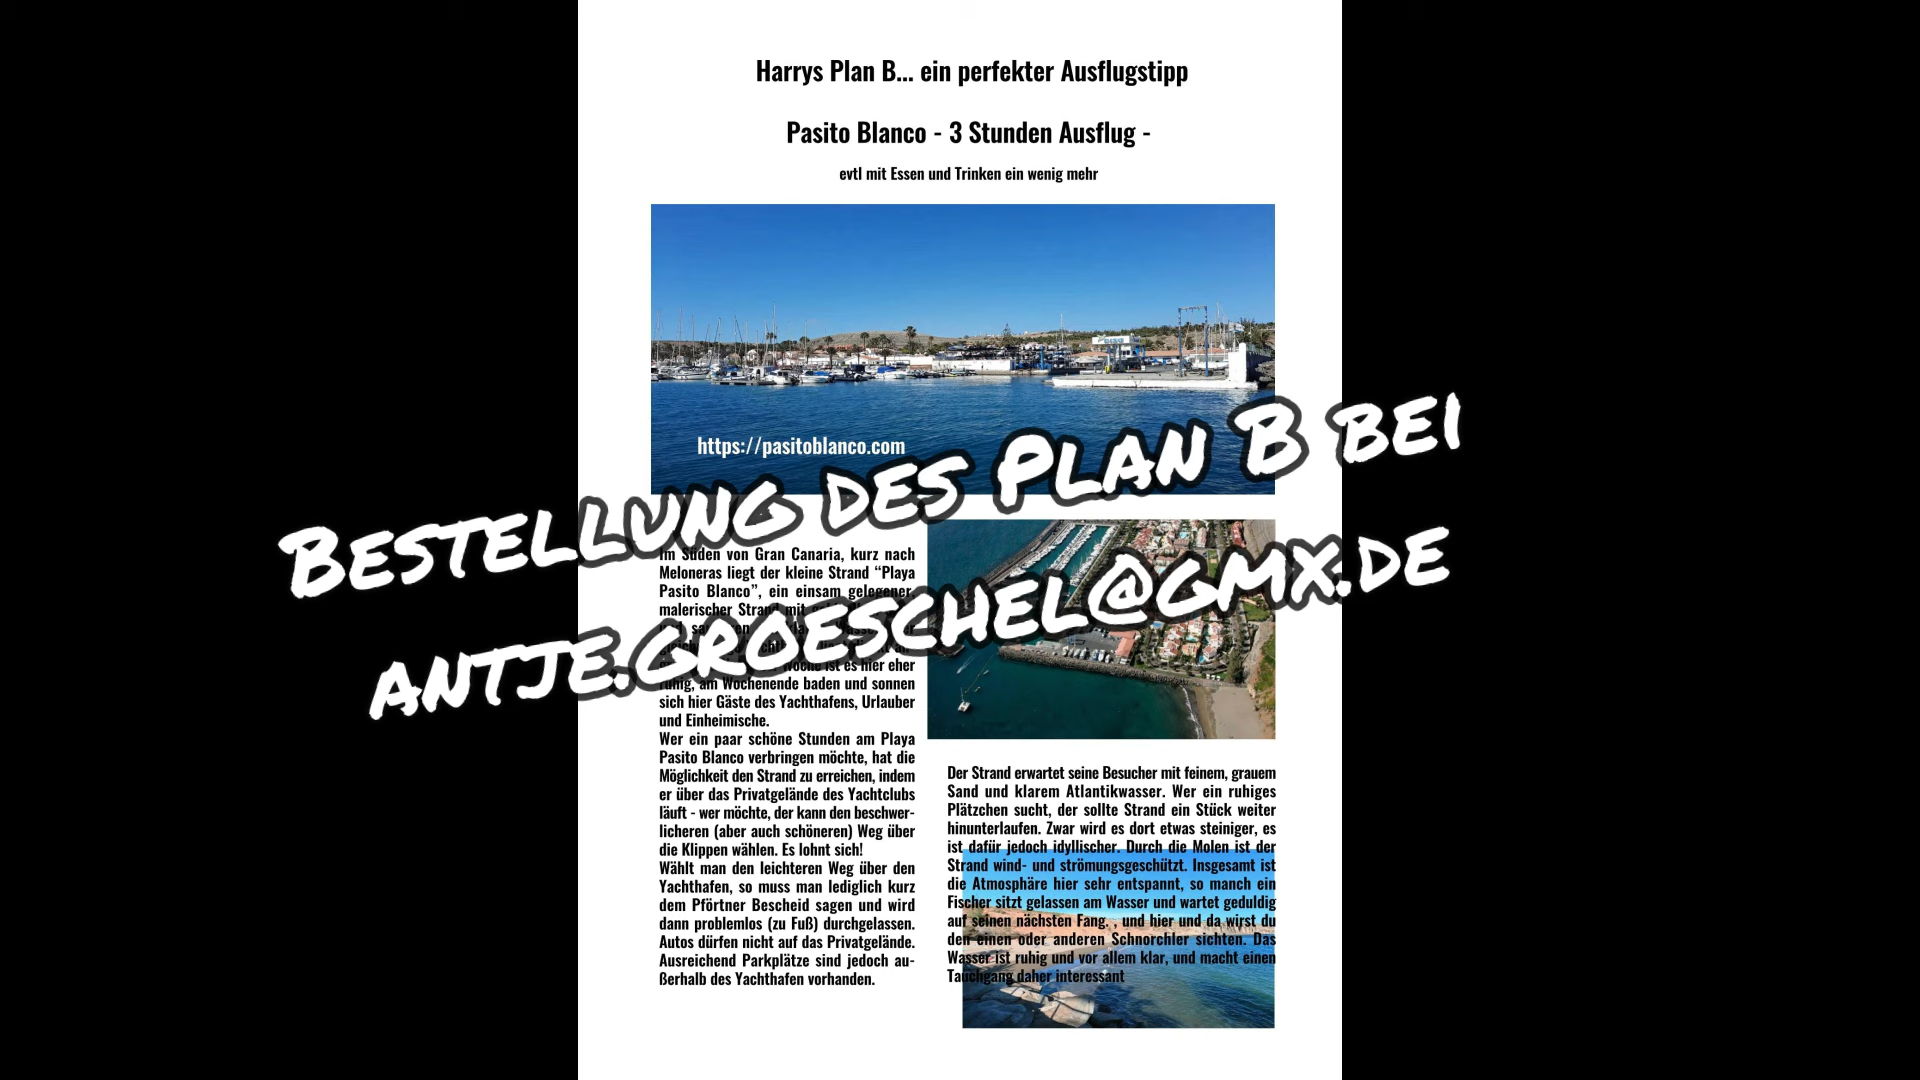 Harrys Plan B... ein perfekter Ausflugstipp
Pasito Blanco - 3 Stunden Ausflug -
evtl mit Essen und Trinken ein wenig mehr
https://pasitoblanco.com
Bestellung des Plan B bei
antje.groeschel@gmx.de
Im Süden von Gran Canaria, kurz nach
Meloneras liegt der kleine Strand “Playa
Pasito Blanco”, ein einsam gelegener,
malerischer Strand mit
Woche ist es hier eher
ruhig, am Wochenende baden und sonnen
sich hier Gäste des Yachthafens, Urlauber
und Einheimische.
Wer ein paar schöne Stunden am Playa
Pasito Blanco verbringen möchte, hat die
Möglichkeit den Strand zu erreichen, indem
er über das Privatgelände des Yachtclubs
läuft - wer möchte, der kann den beschwer-
licheren (aber auch schöneren) Weg über
die Klippen wählen. Es lohnt sich!
Wählt man den leichteren Weg über den
Yachthafen, so muss man lediglich kurz
dem Pförtner Bescheid sagen und wird
dann problemlos (zu Fuß) durchgelassen.
Autos dürfen nicht auf das Privatgelände.
Ausreichend Parkplätze sind jedoch au-
ßerhalb des Yachthafen vorhanden.
Der Strand erwartet seine Besucher mit feinem, grauem
Sand und klarem Atlantikwasser. Wer ein ruhiges
Plätzchen sucht, der sollte Strand ein Stück weiter
hinunterlaufen. Zwar wird es dort etwas steiniger, es
ist dafür jedoch idyllischer. Durch die Molen ist der
Strand wind- und strömungsgeschützt. Insgesamt ist
die Atmosphäre hier sehr entspannt, so manch ein
Fischer sitzt gelassen am Wasser und wartet geduldig
auf seinen nächsten Fang. , und hier und da wirst du
den einen oder anderen Schnorchler sichten. Das
Wasser ist ruhig und vor allem klar, und macht einen
Tauchgang daher interessant